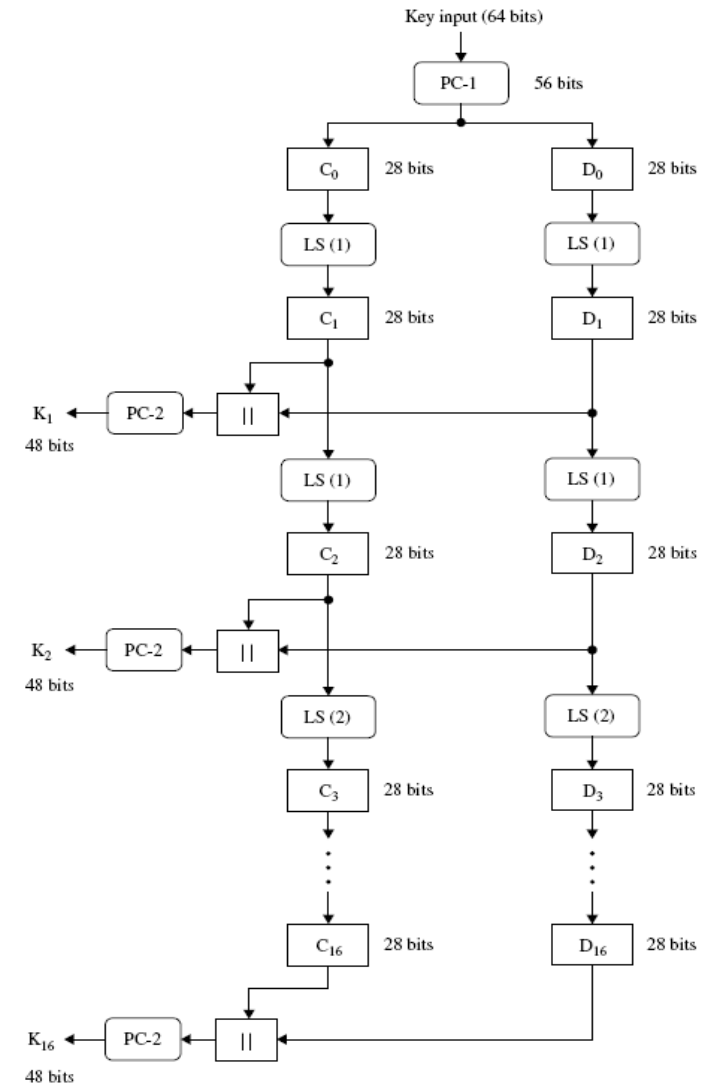 Key input (64 bits)
PC-1 56 bits
C0 28 bits D0 28 bits
LS (1) LS (1)
C1 28 bits D1 28 bits
K1 PC-2 ||
48 bits
LS (1) LS (1)
C2 28 bits D2 28 bits
K2 PC-2 ||
48 bits
LS (2) LS (2)
C3 28 bits D3 28 bits
C16 28 bits D16 28 bits
K16 PC-2 ||
48 bits